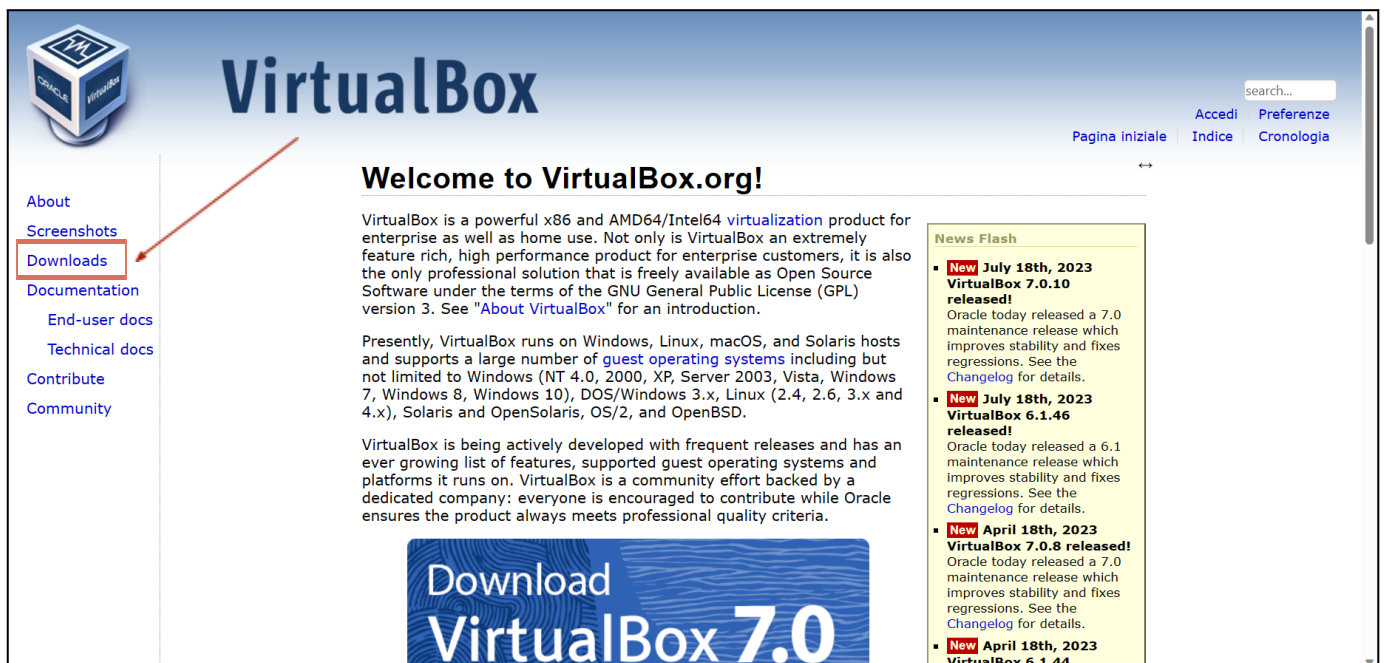 ORACLE
VirtualBox
VirtualBox
search...
Accedi
Preferenze
Pagina iniziale
Indice
Cronologia
About
Screenshots
Downloads
Documentation
End-user docs
Technical docs
Contribute
Community
Welcome to VirtualBox.org!
VirtualBox is a powerful x86 and AMD64/Intel64 virtualization product for
enterprise as well as home use. Not only is VirtualBox an extremely
feature rich, high performance product for enterprise customers, it is also
the only professional solution that is freely available as Open Source
Software under the terms of the GNU General Public License (GPL)
version 3. See "About VirtualBox" for an introduction.
Presently, VirtualBox runs on Windows, Linux, macOS, and Solaris hosts
and supports a large number of guest operating systems including but
not limited to Windows (NT 4.0, 2000, XP, Server 2003, Vista, Windows
7, Windows 8, Windows 10), DOS/Windows 3.x, Linux (2.4, 2.6, 3.x and
4.x), Solaris and OpenSolaris, OS/2, and OpenBSD.
VirtualBox is being actively developed with frequent releases and has an
ever growing list of features, supported guest operating systems and
platforms it runs on. VirtualBox is a community effort backed by a
dedicated company: everyone is encouraged to contribute while Oracle
ensures the product always meets professional quality criteria.
Download
VirtualBox 7.0
News Flash
New July 18th, 2023
VirtualBox 7.0.10
released!
Oracle today released a 7.0
maintenance release which
improves stability and fixes
regressions. See the
Changelog for details.
New July 18th, 2023
VirtualBox 6.1.46
released!
Oracle today released a 6.1
maintenance release which
improves stability and fixes
regressions. See the
Changelog for details.
New April 18th, 2023
VirtualBox 7.0.8 released!
Oracle today released a 7.0
maintenance release which
improves stability and fixes
regressions. See the
Changelog for details.
New April 18th, 2023
VirtualBox 6.1.44